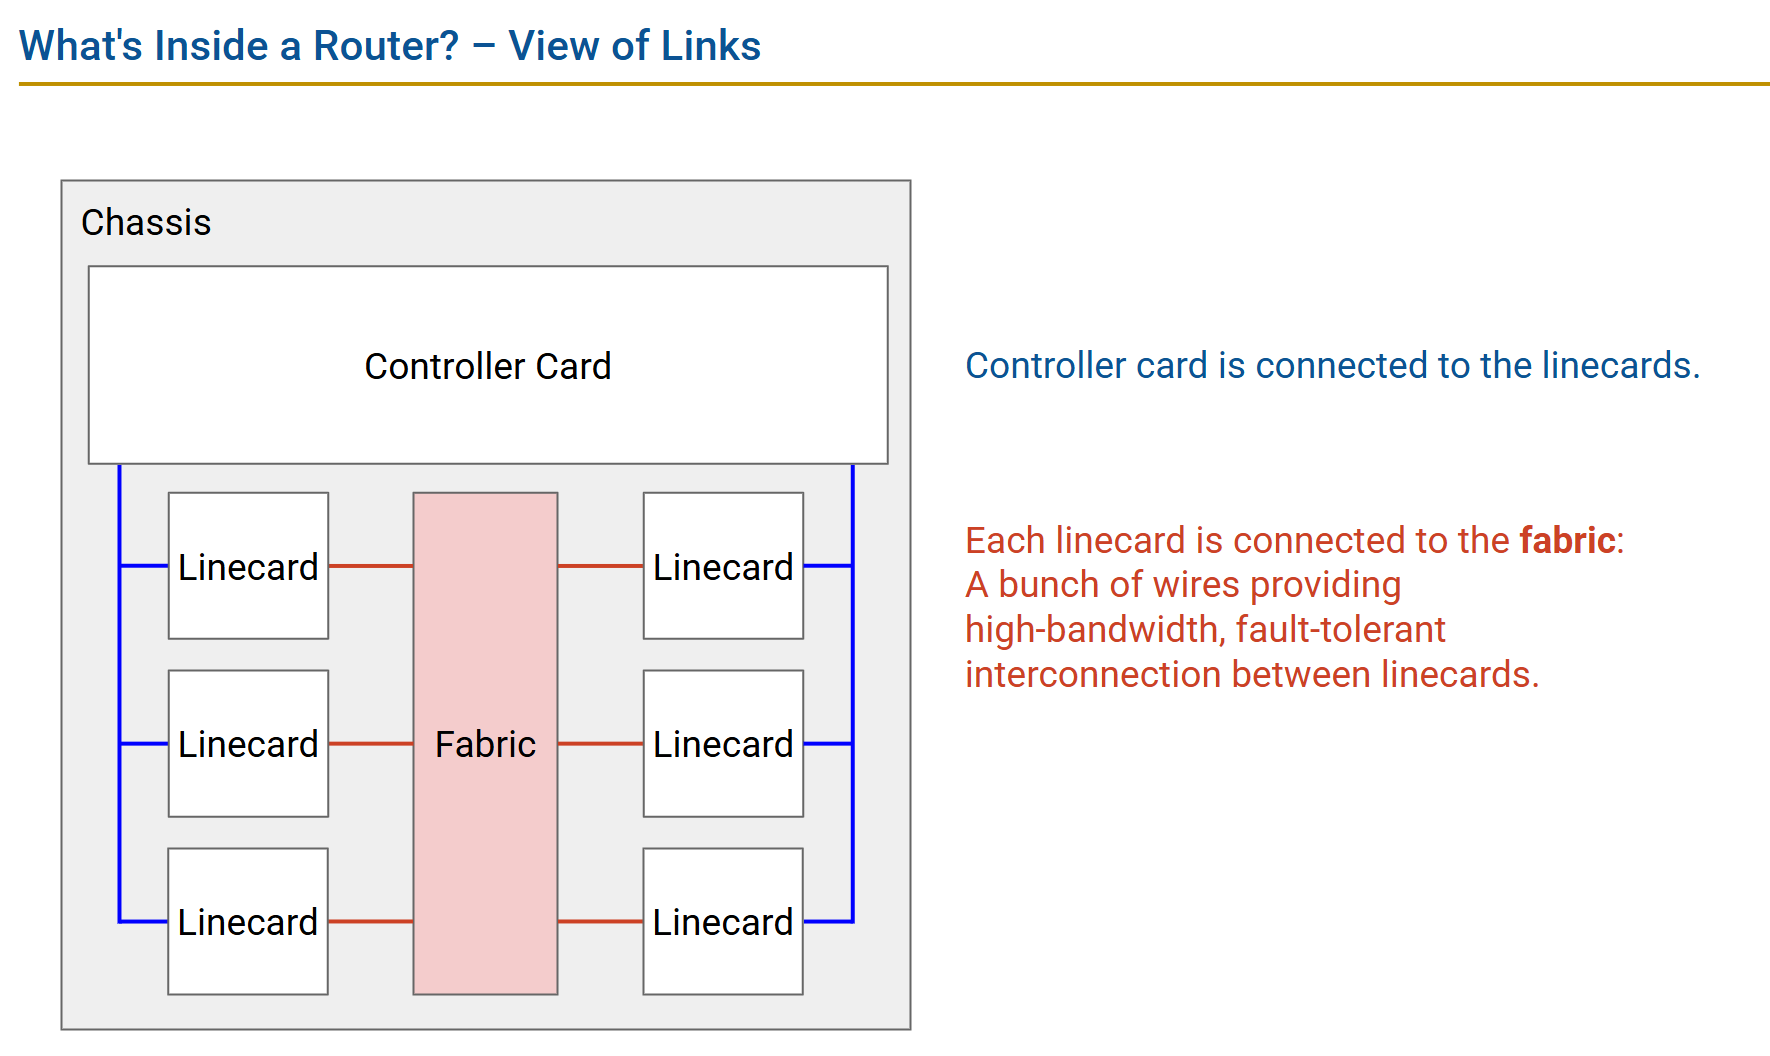 What's Inside a Router? – View of Links
Chassis
Controller Card
Controller card is connected to the linecards.
Linecard
Linecard
Each linecard is connected to the fabric:
A bunch of wires providing
high-bandwidth, fault-tolerant
interconnection between linecards.
Linecard
Fabric
Linecard
Linecard
Linecard